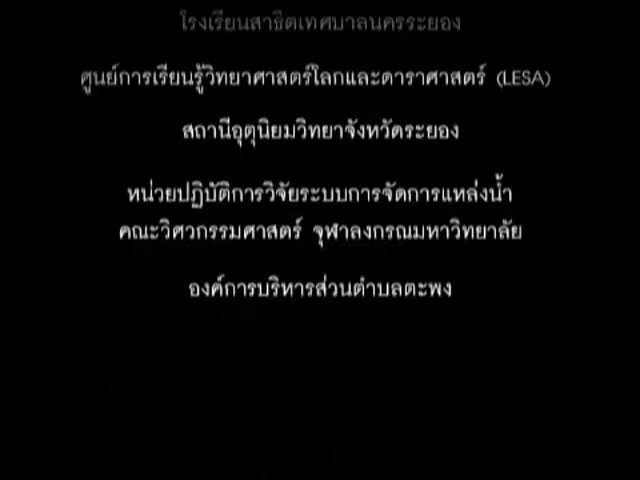 โรงเรียนสาธิตเทศบาลนครระยอง
ศูนย์การเรียนรู้วิทยาศาสตร์โลกและดาราศาสตร์ (LESA)
สถานีอุตุนิยมวิทยาจังหวัดระยอง
หน่วยปฏิบัติการวิจัยระบบการจัดการแหล่งน้ำ
คณะวิศวกรรมศาสตร์ จุฬาลงกรณมหาวิทยาลัย
องค์การบริหารส่วนตำบลตะพง